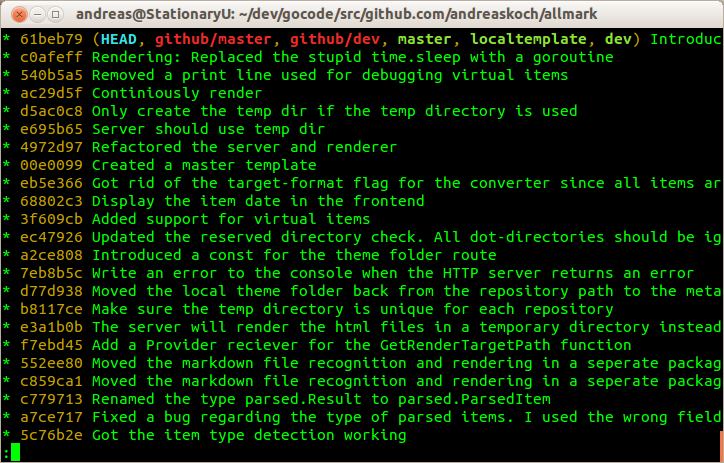 andreas@StationaryU: ~/dev/gocode/src/github.com/andreaskoch/allmark
* 61beb79 (HEAD, github/master, github/dev, master, localtemplate, dev) Introduc
* c0afeff Rendering: Replaced the stupid time.sleep with a goroutine
* 540b5a5 Removed a print line used for debugging virtual items
* ac29d5f Continiously render
* d5ac0c8 Only create the temp dir if the temp directory is used
* e695b65 Server should use temp dir
* 4972d97 Refactored the server and renderer
* 00e0099 Created a master template
* eb5e366 Got rid of the target-format flag for the converter since all items ar
* 68802c3 Display the item date in the frontend
* 3f609cb Added support for virtual items
* ec47926 Updated the reserved directory check. All dot-directories should be ig
* a2ce808 Introduced a const for the theme folder route
* 7eb8b5c Write an error to the console when the HTTP server returns an error
* d77d938 Moved the local theme folder back from the repository path to the meta
* b8117ce Make sure the temp directory is unique for each repository
* e3a1b0b The server will render the html files in a temporary directory instead
* f7ebd45 Add a Provider reciever for the GetRenderTargetPath function
* 552ee80 Moved the markdown file recognition and rendering in a seperate packag
* c859ca1 Moved the markdown file recognition and rendering in a seperate packag
* c779713 Renamed the type parsed.Result to parsed.ParsedItem
* a7ce717 Fixed a bug regarding the type of parsed items. I used the wrong field
* 5c76b2e Got the item type detection working
: